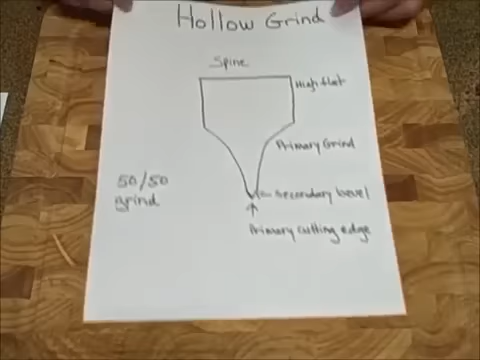 Hollow Grind
Spine
High flat
Primary Grind
50/50
grind
Secondary bevel
Primary cutting edge